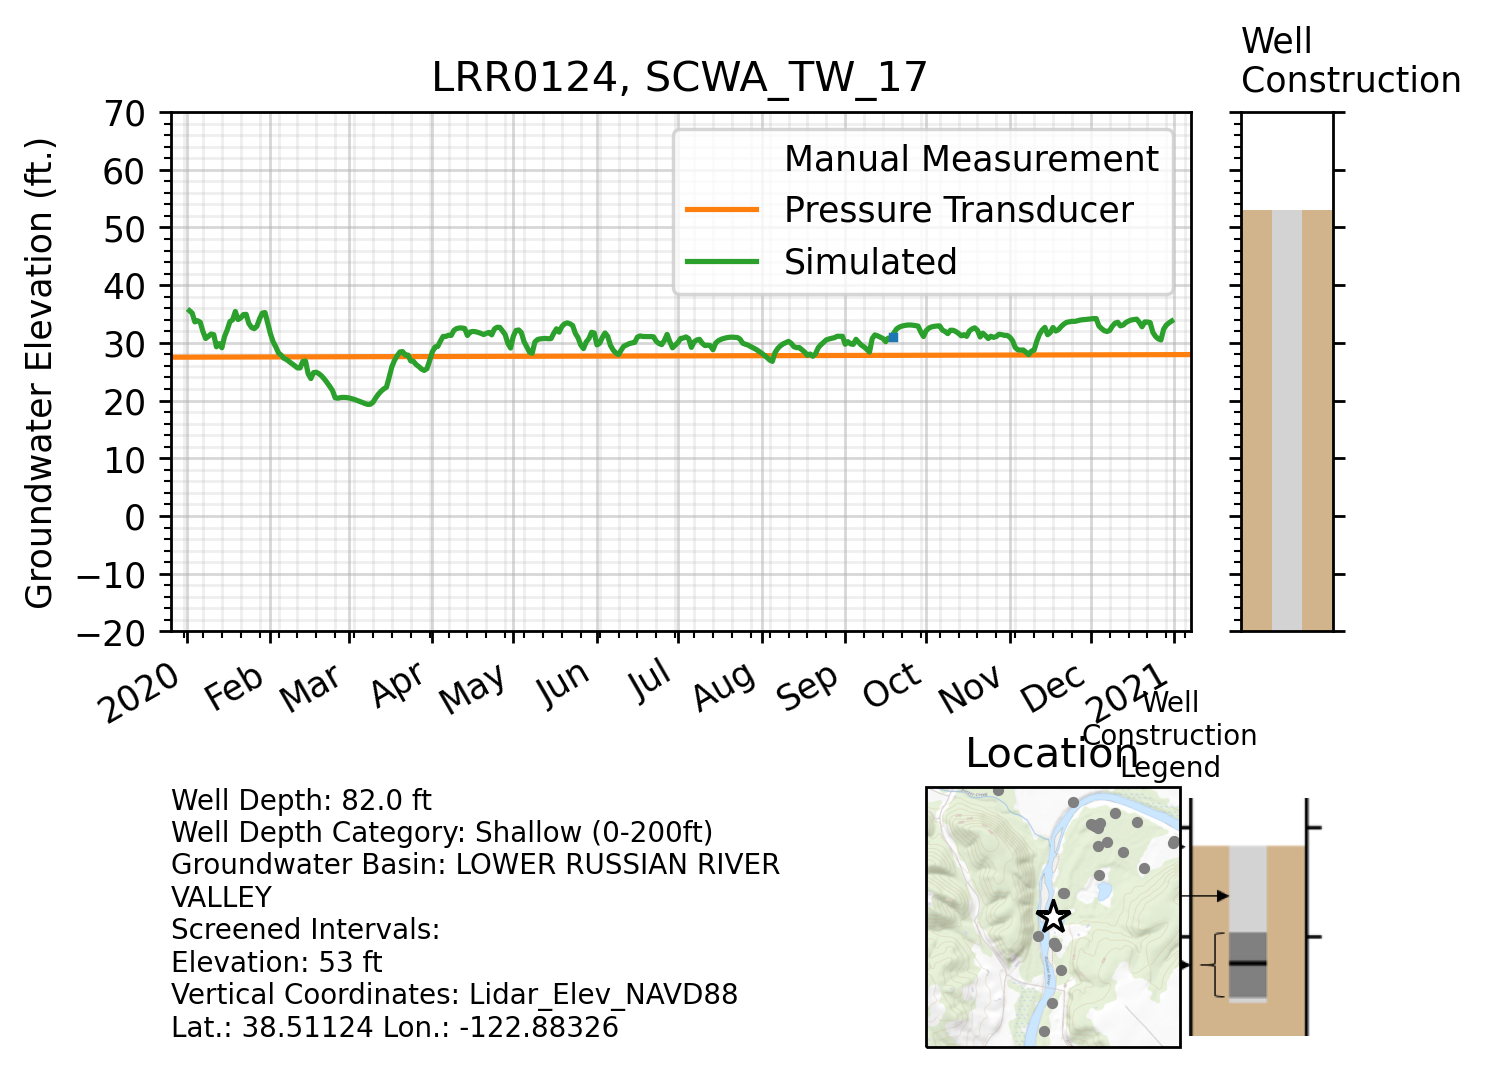 Well
Construction
LRR0124, SCWA_TW_17
Groundwater Elevation (ft.)
70
60
50
40
30
20
10
0
−10
−20
Manual Measurement
Pressure Transducer
Simulated
2020
Feb
Mar
Apr
May
Jun
Jul
Aug
Sep
Oct
Nov
Dec
2021
Well
Construction
Legend
Location
Well Depth: 82.0 ft
Well Depth Category: Shallow (0-200ft)
Groundwater Basin: LOWER RUSSIAN RIVER
VALLEY
Screened Intervals:
Elevation: 53 ft
Vertical Coordinates: Lidar_Elev_NAVD88
Lat.: 38.51124 Lon.: -122.88326